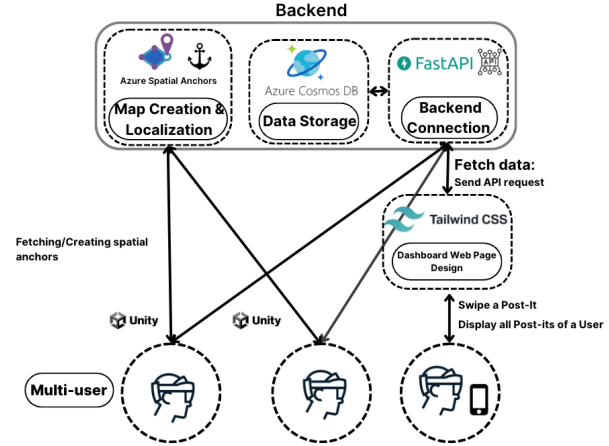 Backend
Azure Spatial Anchors
Map Creation &
Localization
Azure Cosmos DB
Data Storage
FastAPI
API
Backend
Connection
Fetch data:
Send API request
Tailwind CSS
Dashboard Web Page
Design
Fetching/Creating spatial
anchors
Swipe a Post-It
Display all Post-its of a User
Unity
Unity
Multi-user